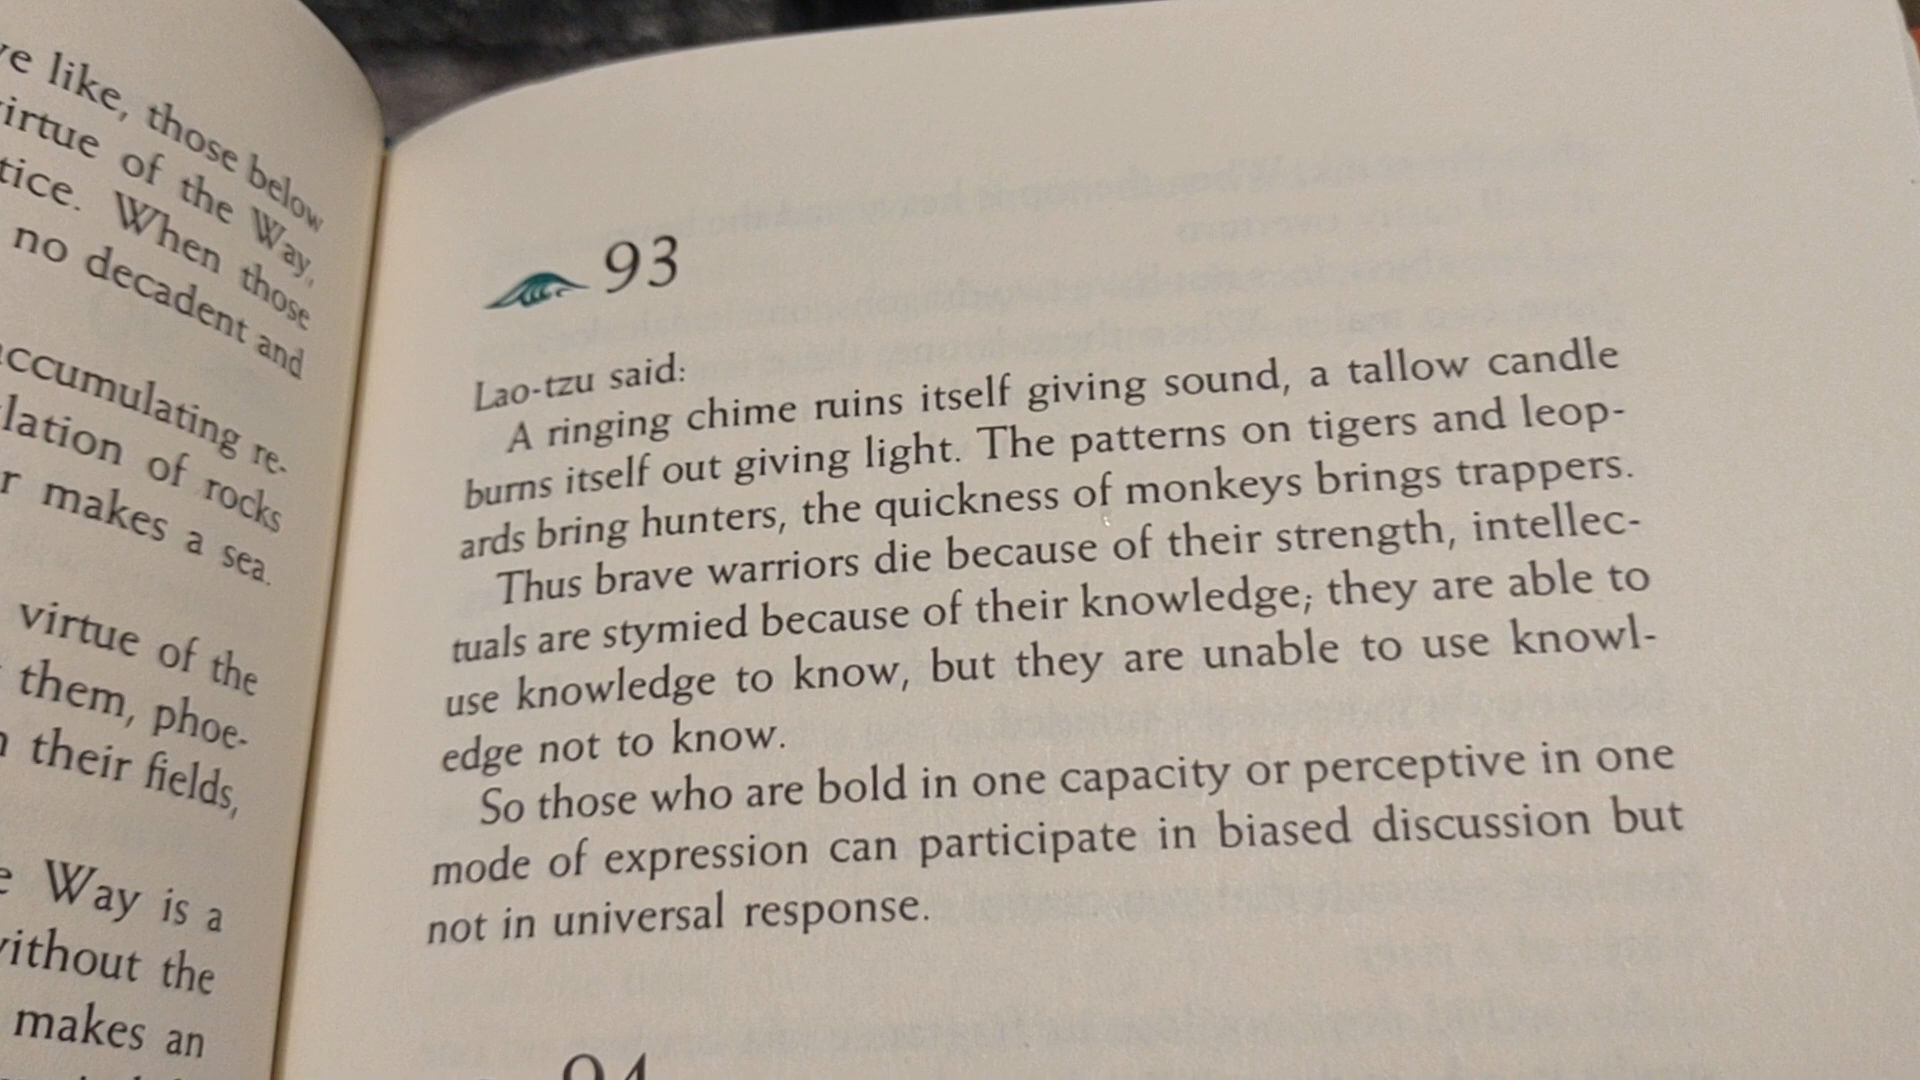 e like, those below
virtue of the Way,
tice. When those
no decadent and
accumulating re-
lation of rocks
r makes a sea.
virtue of the
them, phoe-
their fields,
Way is a
without the
makes an
93
Lao-tzu said:
A ringing chime ruins itself giving sound, a tallow candle
burns itself out giving light. The patterns on tigers and leop-
ards bring hunters, the quickness of monkeys brings trappers.
Thus brave warriors die because of their strength, intellec-
tuals are stymied because of their knowledge; they are able to
use knowledge to know, but they are unable to use knowl-
edge not to know.
So those who are bold in one capacity or perceptive in one
mode of expression can participate in biased discussion but
not in universal response.
94